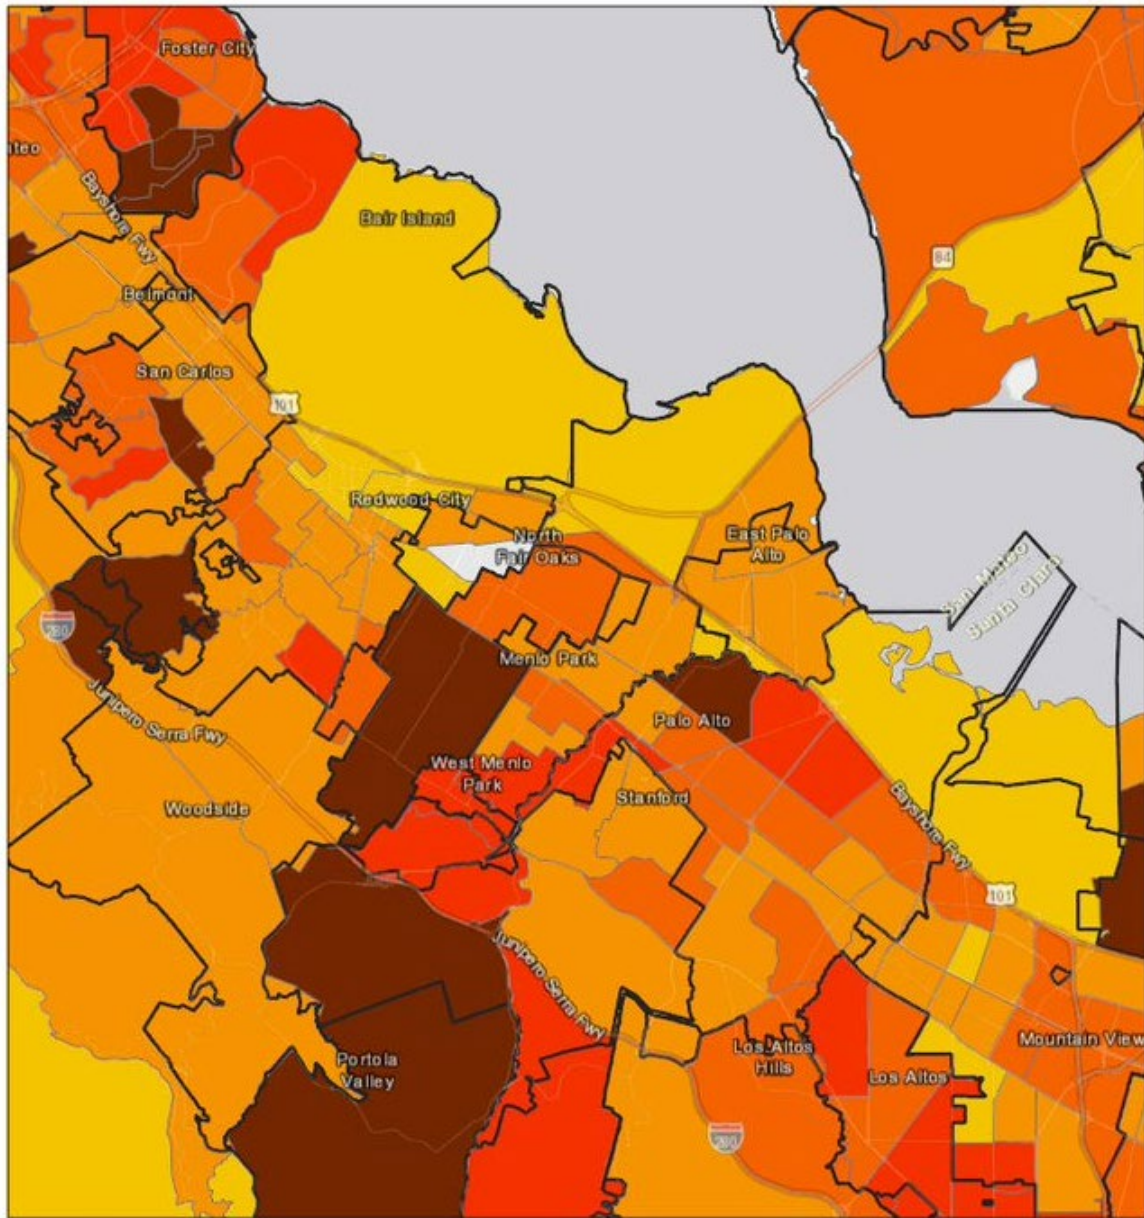 Foster City
ateo
Bayshore Fwy
Bair Island
84
Belmont
San Carlos
101
Redwood City
North
Fair Oaks
East Palo
Alto
San Mateo
Santa Clara
280
Menlo Park
Junipero Serra Fwy
Palo Alto
West Menlo
Park
Stanford
Woodside
Bayshore Fwy
101
Junipero Serra Fwy
Portola
Valley
Los Altos
Hills
Mountain View
Los Altos
280